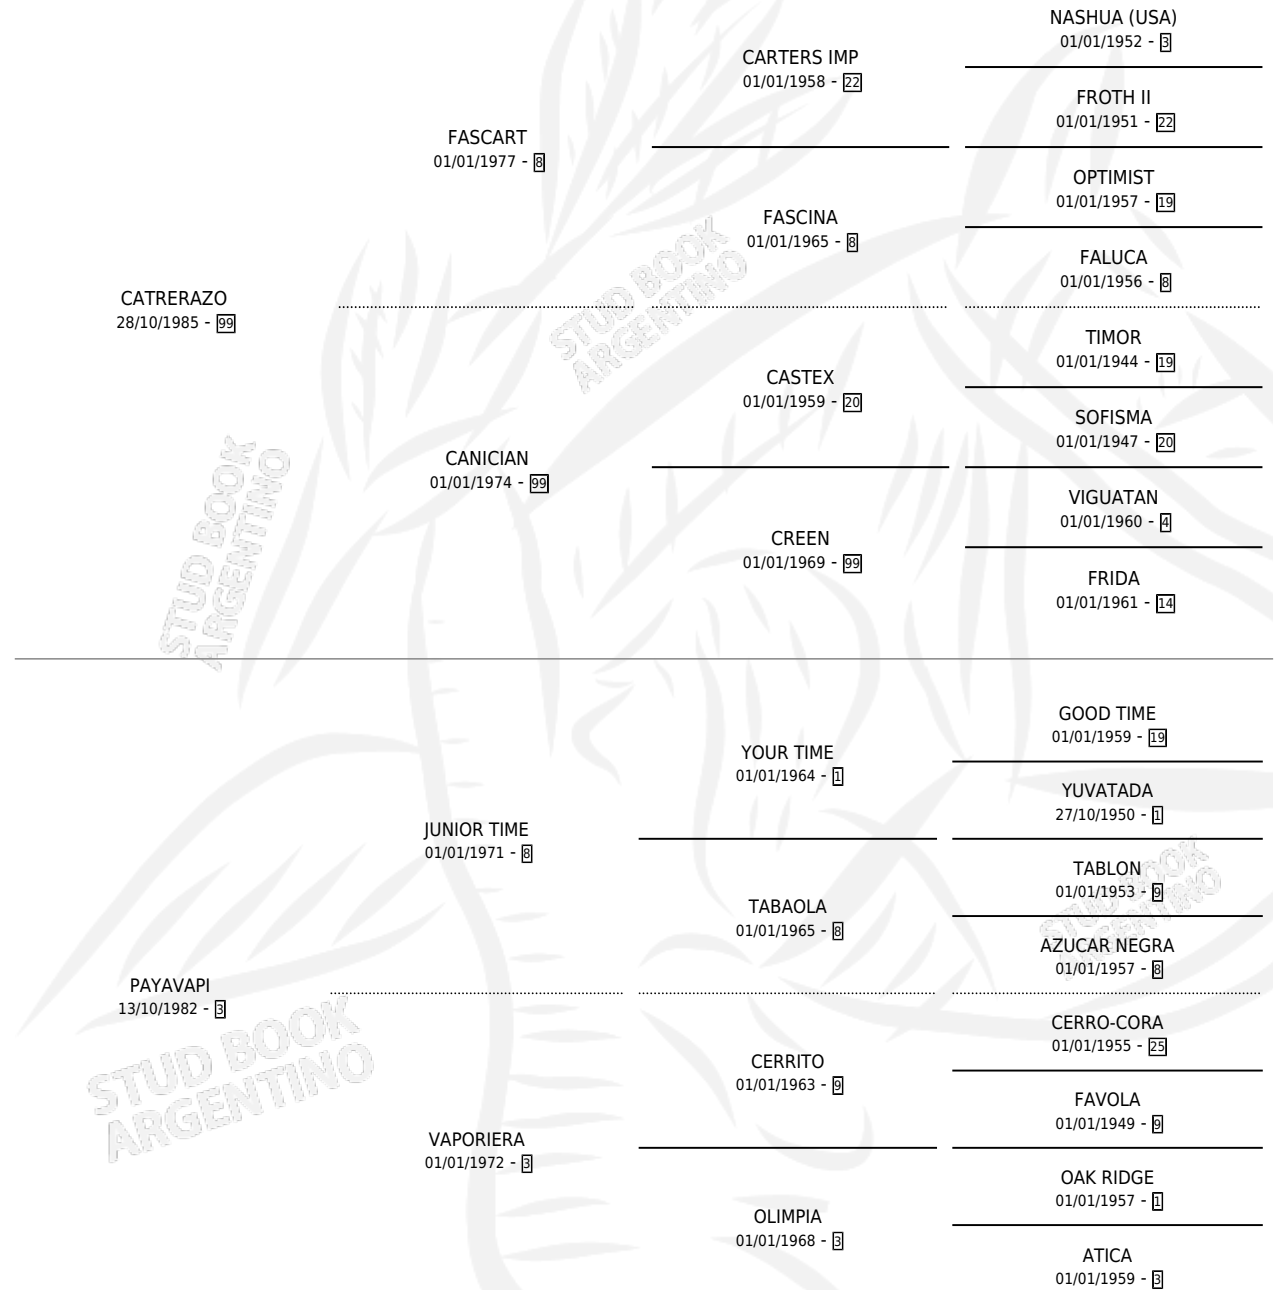 NASHUA (USA)
01/01/1952 - 3
CARTERS IMP
01/01/1958 - 22
FROTH II
01/01/1951 - 22
FASCART
01/01/1977 - 8
OPTIMIST
01/01/1957 - 19
FASCINA
01/01/1965 - 8
FALUCA
01/01/1956 - 8
CATRERAZO
28/10/1985 - 99
TIMOR
01/01/1944 - 19
CASTEX
01/01/1959 - 20
SOFISMA
01/01/1947 - 20
CANICIAN
01/01/1974 - 99
VIGUATAN
01/01/1960 - 4
CREEN
01/01/1969 - 99
FRIDA
01/01/1961 - 14
GOOD TIME
01/01/1959 - 19
YOUR TIME
01/01/1964 - 1
YUVATADA
27/10/1950 - 1
JUNIOR TIME
01/01/1971 - 8
TABLON
01/01/1953 - 9
TABAOLA
01/01/1965 - 8
AZUCAR NEGRA
01/01/1957 - 8
PAYAVAPI
13/10/1982 - 3
CERRO-CORA
01/01/1955 - 25
CERRITO
01/01/1963 - 9
FAVOLA
01/01/1949 - 9
VAPORIERA
01/01/1972 - 3
OAK RIDGE
01/01/1957 - 1
OLIMPIA
01/01/1968 - 3
ATICA
01/01/1959 - 3
STUD BOOK
ARGENTINO
STUD BOOK
ARGENTINO
STUD BOOK
ARGENTINO
STUD BOOK
ARGENTINO